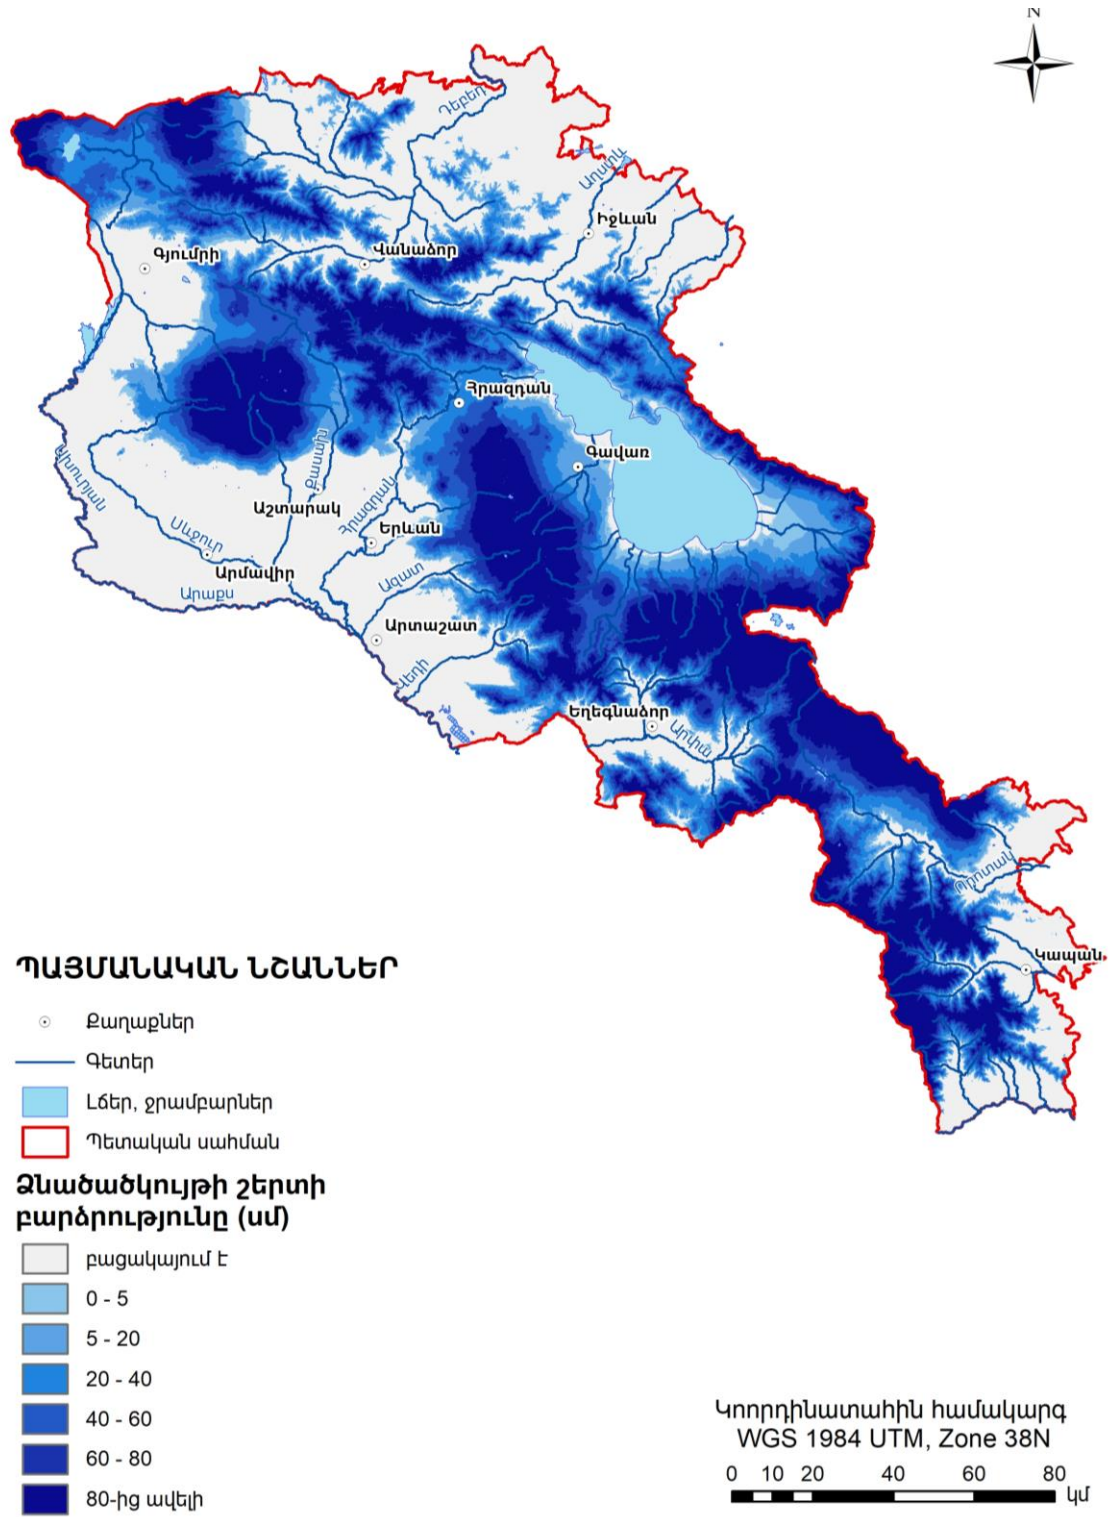 N
Դեբեդ
Աղստև
Իջևան
Գյումրի
Վանաձոր
Հրազդան
Գավառ
Քասախ
Ախուրյան
Աշտարակ
Հրազդան
Մեծամոր
Երևան
Արմավիր
Ազատ
Արաքս
Արտաշատ
Վեդի
Եղեգնաձոր
Արփա
Որոտան
Կապան
ՊԱՅՄԱՆԱԿԱՆ ՆՇԱՆՆԵՐ
Քաղաքներ
Գետեր
Լճեր, ջրամբարներ
Պետական սահման
Ձնածածկույթի շերտի
բարձրությունը (սմ)
բացակայում է
0 - 5
5 - 20
20 - 40
40 - 60
60 - 80
80-ից ավելի
Կոորդինատահին համակարգ
WGS 1984 UTM, Zone 38N
0 10 20 40 60 80
կմ